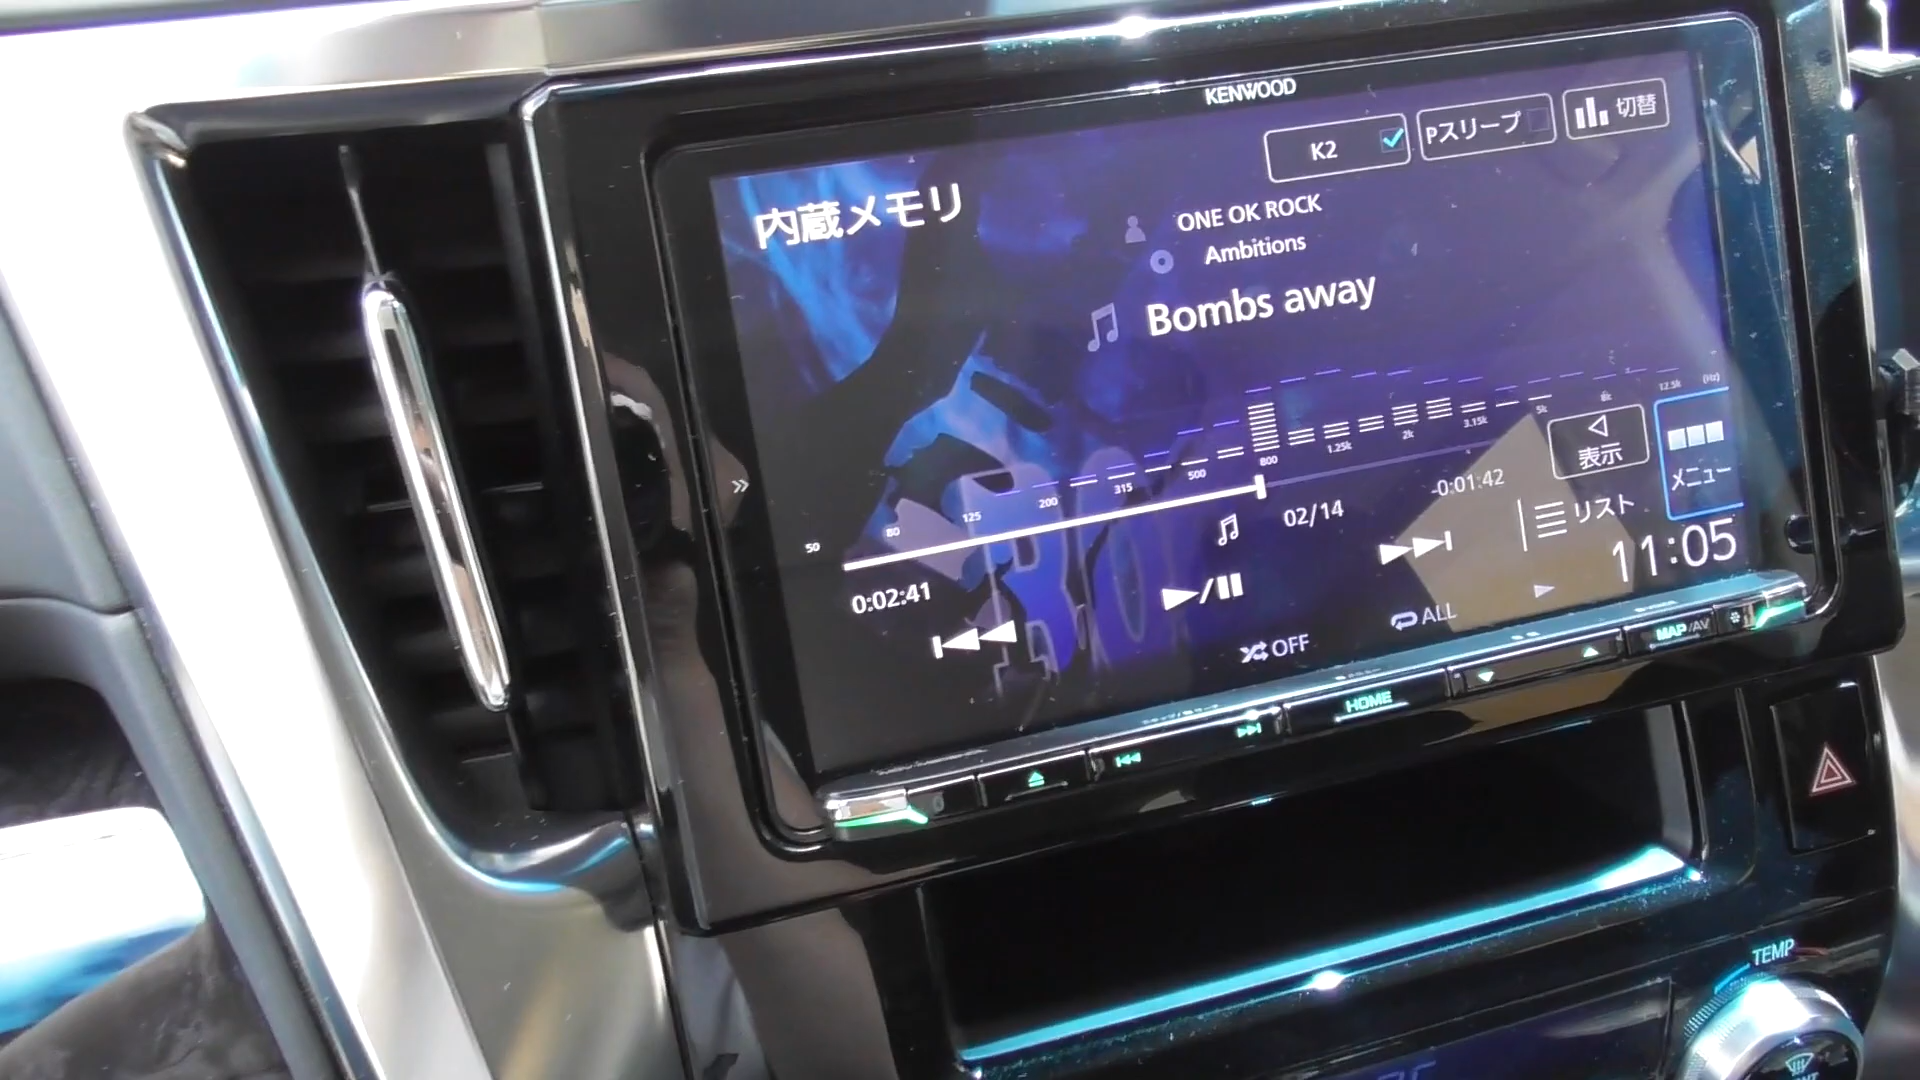 KENWOOD
K2
Pスリープ
切替
内蔵メモリ
ONE OK ROCK
Ambitions
Bombs away
50
80
125
200
315
500
800
1.25k
2k
3.15k
5k
8k
12.5k
(Hz)
表示
メニュー
0:02:41
02/14
-0:01:42
リスト
11:05
OFF
ALL
HOME
MAP/AV
TEMP